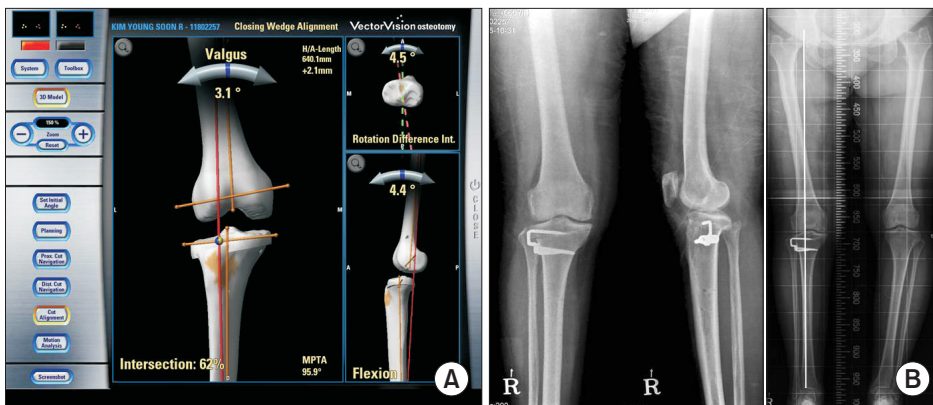 KIM YOUNG SOON R - 11802257
Closing Wedge Alignment
VectorVision osteotomy
System
Toolbox
3D Model
150 %
Zoom
Reset
Set Initial
Angle
Planning
Prox. Cut
Navigation
Dist. Cut
Navigation
Cut
Alignment
Motion
Analysis
Screenshot
Valgus
3.1 °
H/A-Length
640.1mm
+2.1mm
L
M
Intersection: 62%
MPTA
95.9°
D
A
4.5 °
M
L
Rotation Difference Int.
4.4 °
A
P
Flexion
CLOSE
A
R
R
B
R